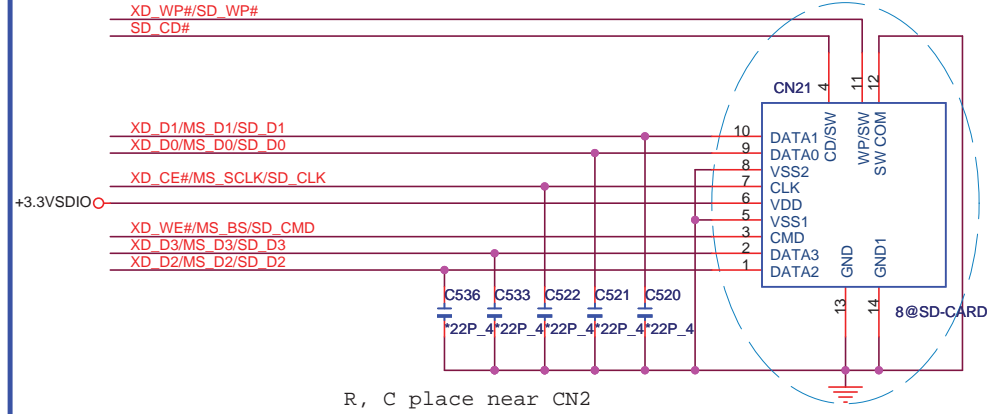 XD_WP#/SD_WP#
SD_CD#
CN21
4
11
12
CD/SW
WP/SW
SW COM
XD_D1/MS_D1/SD_D1
10
DATA1
XD_D0/MS_D0/SD_D0
9
DATA0
8
VSS2
XD_CE#/MS_SCLK/SD_CLK
7
CLK
+3.3VSDIO
6
VDD
5
VSS1
XD_WE#/MS_BS/SD_CMD
3
CMD
XD_D3/MS_D3/SD_D3
2
DATA3
XD_D2/MS_D2/SD_D2
1
DATA2
GND
GND1
13
14
8@SD-CARD
C536
C533
C522
C521
C520
*22P_4
*22P_4
*22P_4
*22P_4
*22P_4
R, C place near CN2